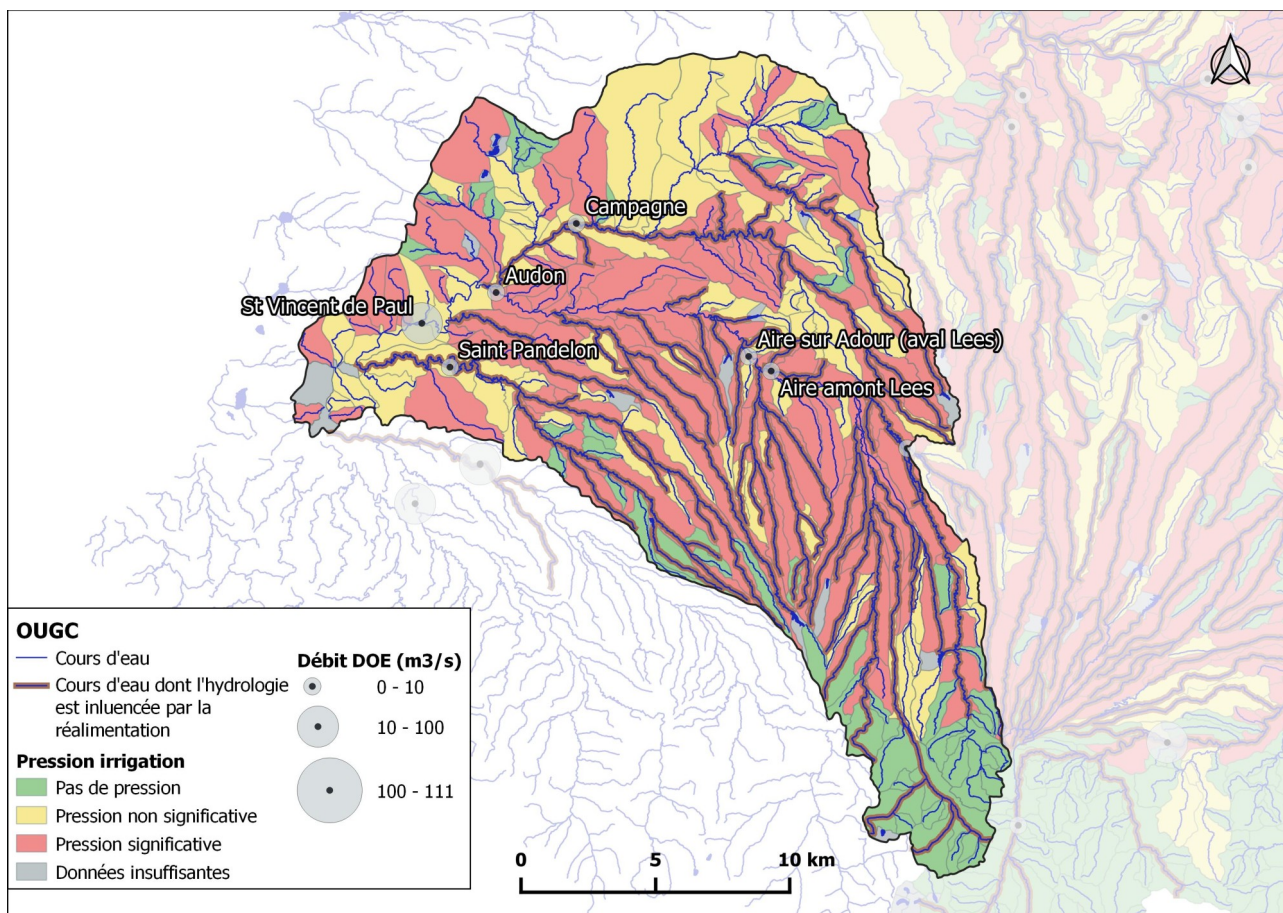 Campagne
Audon
St Vincent de Paul
Saint Pandelon
Aire sur Adour (aval Lees)
Aire amont Lees
OUGC
Cours d'eau
Cours d'eau dont l'hydrologie
est inluencée par la
réalimentation
Pression irrigation
Pas de pression
Pression non significative
Pression significative
Données insuffisantes
Débit DOE (m3/s)
0 - 10
10 - 100
100 - 111
0 5 10 km